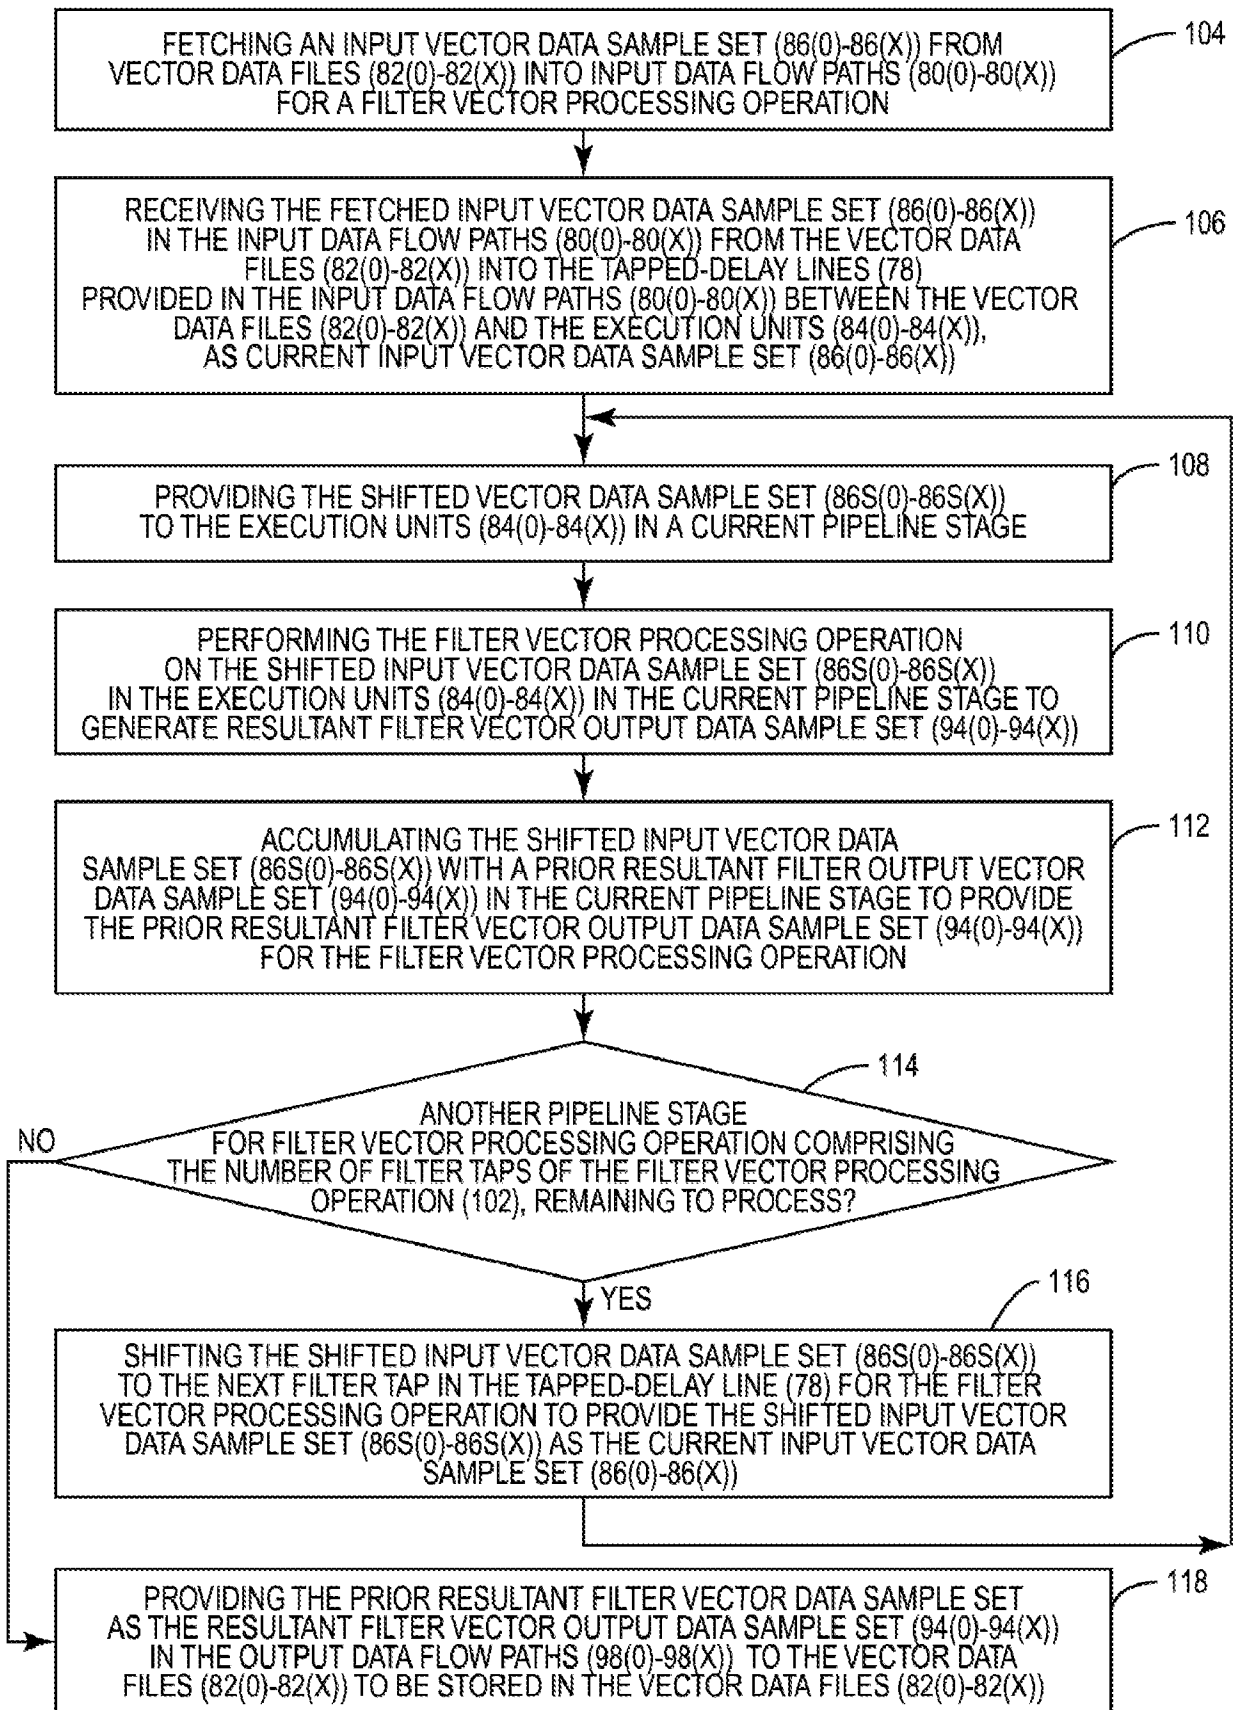 FETCHING AN INPUT VECTOR DATA SAMPLE SET (86(0)-86(X)) FROM
VECTOR DATA FILES (82(0)-82(X)) INTO INPUT DATA FLOW PATHS (80(0)-80(X))
FOR A FILTER VECTOR PROCESSING OPERATION
104
RECEIVING THE FETCHED INPUT VECTOR DATA SAMPLE SET (86(0)-86(X))
IN THE INPUT DATA FLOW PATHS (80(0)-80(X)) FROM THE VECTOR DATA
FILES (82(0)-82(X)) INTO THE TAPPED-DELAY LINES (78)
PROVIDED IN THE INPUT DATA FLOW PATHS (80(0)-80(X)) BETWEEN THE VECTOR
DATA FILES (82(0)-82(X)) AND THE EXECUTION UNITS (84(0)-84(X)),
AS CURRENT INPUT VECTOR DATA SAMPLE SET (86(0)-86(X))
106
PROVIDING THE SHIFTED VECTOR DATA SAMPLE SET (86S(0)-86S(X))
TO THE EXECUTION UNITS (84(0)-84(X)) IN A CURRENT PIPELINE STAGE
108
PERFORMING THE FILTER VECTOR PROCESSING OPERATION
ON THE SHIFTED INPUT VECTOR DATA SAMPLE SET (86S(0)-86S(X))
IN THE EXECUTION UNITS (84(0)-84(X)) IN THE CURRENT PIPELINE STAGE TO
GENERATE RESULTANT FILTER VECTOR OUTPUT DATA SAMPLE SET (94(0)-94(X))
110
ACCUMULATING THE SHIFTED INPUT VECTOR DATA
SAMPLE SET (86S(0)-86S(X)) WITH A PRIOR RESULTANT FILTER OUTPUT VECTOR
DATA SAMPLE SET (94(0)-94(X)) IN THE CURRENT PIPELINE STAGE TO PROVIDE
THE PRIOR RESULTANT FILTER VECTOR OUTPUT DATA SAMPLE SET (94(0)-94(X))
FOR THE FILTER VECTOR PROCESSING OPERATION
112
114
ANOTHER PIPELINE STAGE
FOR FILTER VECTOR PROCESSING OPERATION COMPRISING
THE NUMBER OF FILTER TAPS OF THE FILTER VECTOR PROCESSING
OPERATION (102), REMAINING TO PROCESS?
NO
YES
116
SHIFTING THE SHIFTED INPUT VECTOR DATA SAMPLE SET (86S(0)-86S(X))
TO THE NEXT FILTER TAP IN THE TAPPED-DELAY LINE (78) FOR THE FILTER
VECTOR PROCESSING OPERATION TO PROVIDE THE SHIFTED INPUT VECTOR
DATA SAMPLE SET (86S(0)-86S(X)) AS THE CURRENT INPUT VECTOR DATA
SAMPLE SET (86(0)-86(X))
PROVIDING THE PRIOR RESULTANT FILTER VECTOR DATA SAMPLE SET
AS THE RESULTANT FILTER VECTOR OUTPUT DATA SAMPLE SET (94(0)-94(X))
IN THE OUTPUT DATA FLOW PATHS (98(0)-98(X)) TO THE VECTOR DATA
FILES (82(0)-82(X)) TO BE STORED IN THE VECTOR DATA FILES (82(0)-82(X))
118